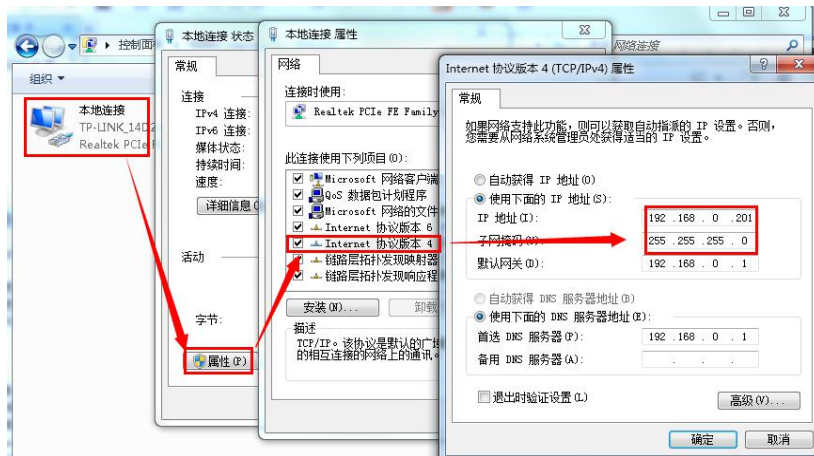 控制面
网络连接
组织
本地连接
TP-LINK_14D2
Realtek PCIe F
本地连接 状态
常规
连接
IPv4 连接:
IPv6 连接:
媒体状态:
持续时间:
速度:
详细信息(
活动
字节:
属性(P)
本地连接 属性
网络
连接时使用:
Realtek PCIe FE Family
此连接使用下列项目(O):
Microsoft 网络客户端
QoS 数据包计划程序
Microsoft 网络的文件
Internet 协议版本 6
Internet 协议版本 4
链路层拓扑发现映射器
链路层拓扑发现响应程
安装(N)...
卸载
描述
TCP/IP。该协议是默认的广域
的相互连接的网络上的通讯。
Internet 协议版本 4 (TCP/IPv4) 属性
常规
如果网络支持此功能,则可以获取自动指派的 IP 设置。否则,
您需要从网络系统管理员处获得适当的 IP 设置。
自动获得 IP 地址(O)
使用下面的 IP 地址(S):
IP 地址(I): 192 .168 . 0 .201
子网掩码(U): 255 .255 .255 . 0
默认网关(D): 192 .168 . 0 . 1
自动获得 DNS 服务器地址(B)
使用下面的 DNS 服务器地址(E):
首选 DNS 服务器(P): 192 .168 . 0 . 1
备用 DNS 服务器(A): . . .
退出时验证设置(L)
高级(V)...
确定 取消